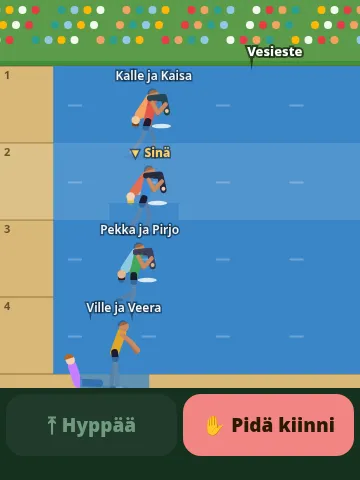 Vesieste
1
Kalle ja Kaisa
2
▼ Sinä
3
Pekka ja Pirjo
4
Ville ja Veera
⤒ Hyppää
✋ Pidä kiinni